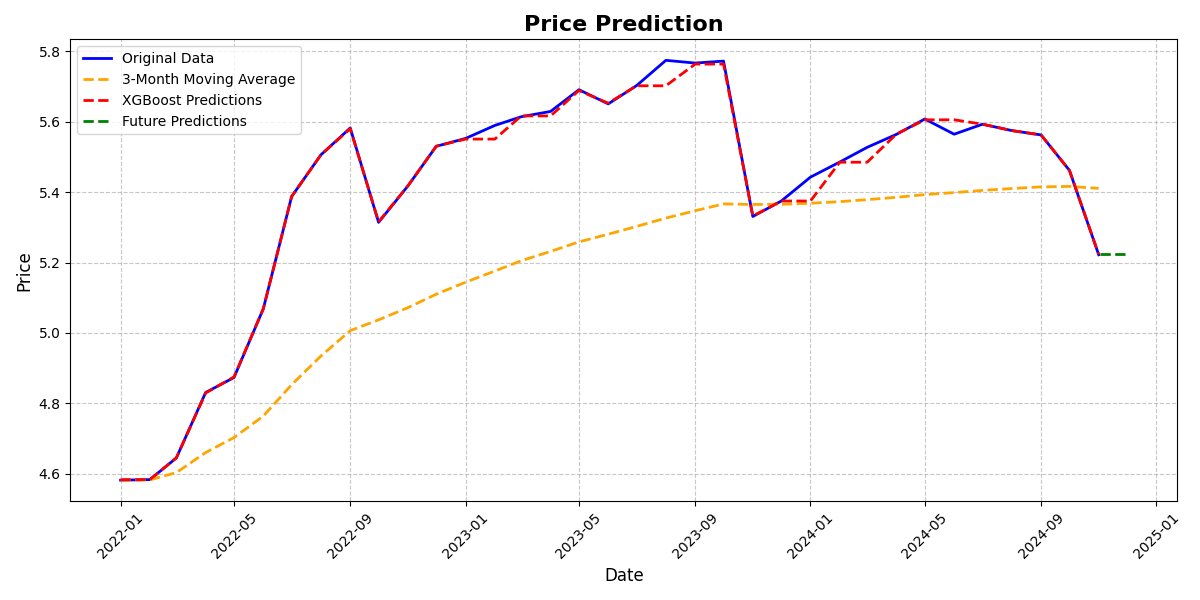 Price Prediction
Original Data
3-Month Moving Average
XGBoost Predictions
Future Predictions
Price
5.8
5.6
5.4
5.2
5.0
4.8
4.6
2022-01
2022-05
2022-09
2023-01
2023-05
2023-09
2024-01
2024-05
2024-09
2025-01
Date